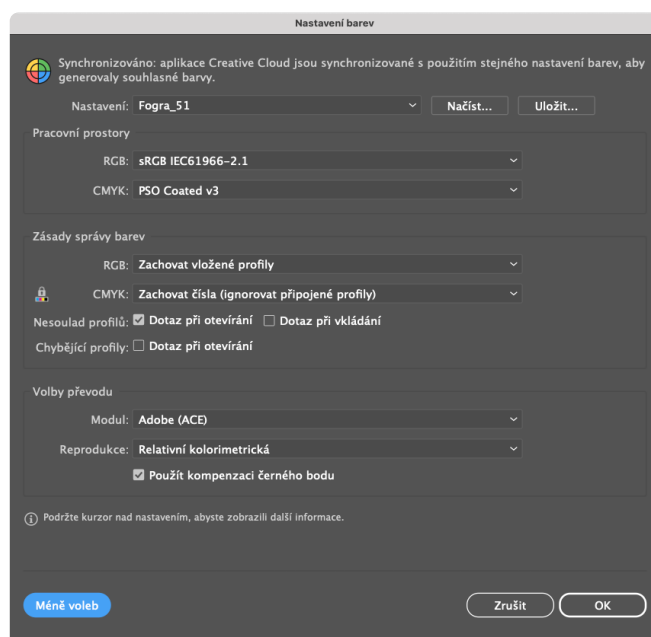 Nastavení barev
Synchronizováno: aplikace Creative Cloud jsou synchronizované s použitím stejného nastavení barev, aby
generovaly souhlasné barvy.
Nastavení: Fogra_51 Načíst... Uložit...
Pracovní prostory
RGB: sRGB IEC61966-2.1
CMYK: PSO Coated v3
Zásady správy barev
RGB: Zachovat vložené profily
CMYK: Zachovat čísla (ignorovat připojené profily)
Nesoulad profilů: Dotaz při otevírání Dotaz při vkládání
Chybějící profily: Dotaz při otevírání
Volby převodu
Modul: Adobe (ACE)
Reprodukce: Relativní kolorimetrická
Použít kompenzaci černého bodu
Podržte kurzor nad nastavením, abyste zobrazili další informace.
Méně voleb Zrušit OK